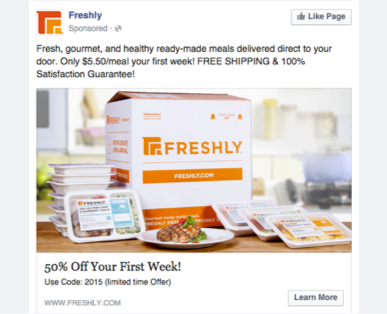 Freshly
Sponsored ·
Like Page
Fresh, gourmet, and healthy ready-made meals delivered direct to your
door. Only $5.50/meal your first week! FREE SHIPPING & 100%
Satisfaction Guarantee!
FRESHLY
FRESHLY.COM
FRESHLY
50% Off Your First Week!
Use Code: 2015 (limited time Offer)
WWW.FRESHLY.COM
Learn More